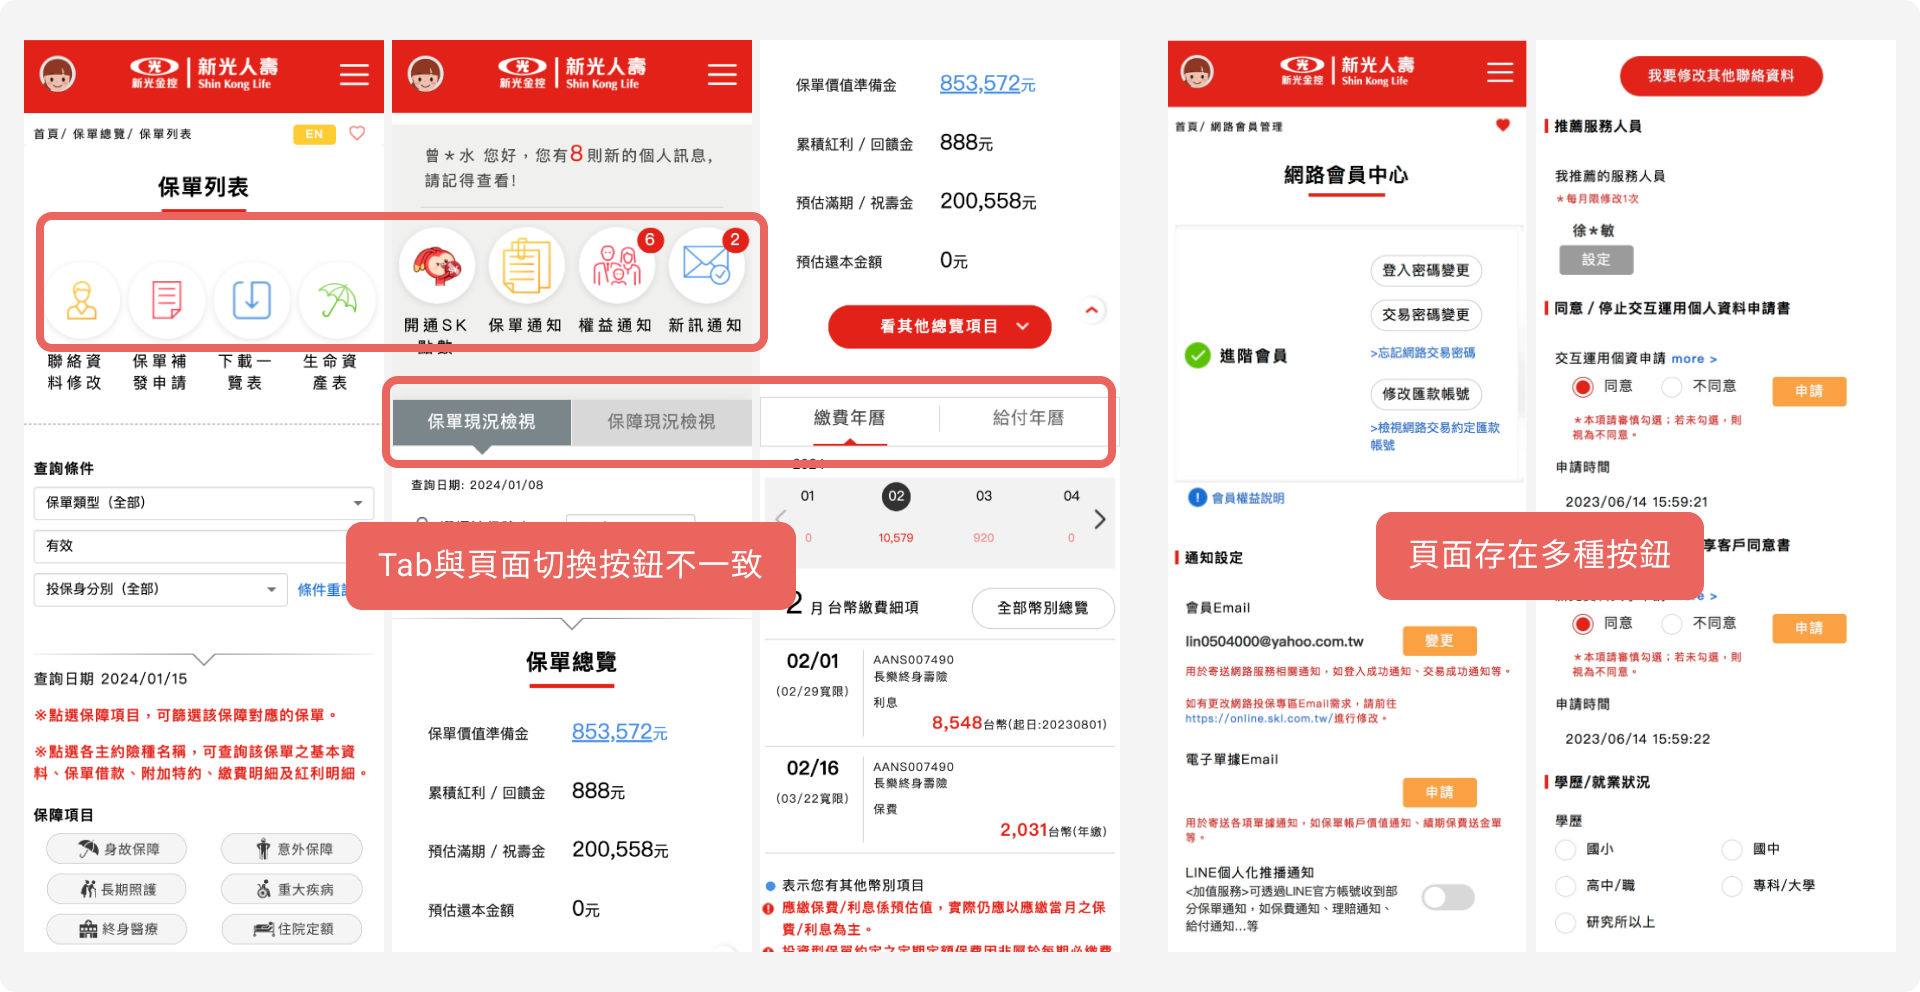 新光金控
新光人壽
Shin Kong Life
首頁/ 保單總覽/ 保單列表
EN
保單列表
聯絡資
料修改
保單補
發申請
下載一
覽表
生命資
產表
查詢條件
保單類型（全部）
有效
投保身分別（全部）
條件重
查詢日期 2024/01/15
※點選保障項目，可篩選該保障對應的保單。
※點選各主約險種名稱，可查詢該保單之基本資
料、保單借款、附加特約、繳費明細及紅利明細。
保障項目
身故保障
意外保障
長期照護
重大疾病
終身醫療
住院定額
新光金控
新光人壽
Shin Kong Life
曾＊水 您好，您有8則新的個人訊息,
請記得查看!
6
2
開通SK
點數
保單通知
權益通知
新訊通知
保單現況檢視
保障現況檢視
查詢日期: 2024/01/08
Tab與頁面切換按鈕不一致
保單總覽
保單價值準備金
853,572元
累積紅利 / 回饋金
888元
預估滿期 / 祝壽金
200,558元
預估還本金額
0元
保單價值準備金
853,572元
累積紅利 / 回饋金
888元
預估滿期 / 祝壽金
200,558元
預估還本金額
0元
看其他總覽項目
繳費年曆
給付年曆
2024
01
02
03
04
0
10,579
920
0
2月台幣繳費細項
全部幣別總覽
02/01
(02/29寬限)
AANS007490
長樂終身壽險
利息
8,548台幣(起日:20230801)
02/16
(03/22寬限)
AANS007490
長樂終身壽險
保費
2,031台幣(年繳)
表示您有其他幣別項目
應繳保費/利息係預估值，實際仍應以應繳當月之保
費/利息為主。
投資型保單約定之定期定額保費因非屬於每期必繳費
新光金控
新光人壽
Shin Kong Life
首頁/ 網路會員管理
網路會員中心
進階會員
登入密碼變更
交易密碼變更
>忘記網路交易密碼
修改匯款帳號
>檢視網路交易約定匯款
帳號
會員權益說明
通知設定
會員Email
lin0504000@yahoo.com.tw
變更
用於寄送網路服務相關通知，如登入成功通知、交易成功通知等。
如有更改網路投保專區Email需求，請前往
https://online.skl.com.tw/進行修改。
電子單據Email
申請
用於寄送各項單據通知，如保單帳戶價值通知、續期保費送金單
等。
LINE個人化推播通知
<加值服務>可透過LINE官方帳號收到部
分保單通知，如保費通知、理賠通知、
給付通知...等
我要修改其他聯絡資料
推薦服務人員
我推薦的服務人員
＊每月限修改1次
徐＊敏
設定
同意 / 停止交互運用個人資料申請書
交互運用個資申請 more >
同意
不同意
申請
＊本項請審慎勾選；若未勾選，則
視為不同意。
申請時間
2023/06/14 15:59:21
頁面存在多種按鈕
享客戶同意書
e >
同意
不同意
申請
＊本項請審慎勾選；若未勾選，則
視為不同意。
申請時間
2023/06/14 15:59:22
學歷/就業狀況
學歷
國小
國中
高中/職
專科/大學
研究所以上